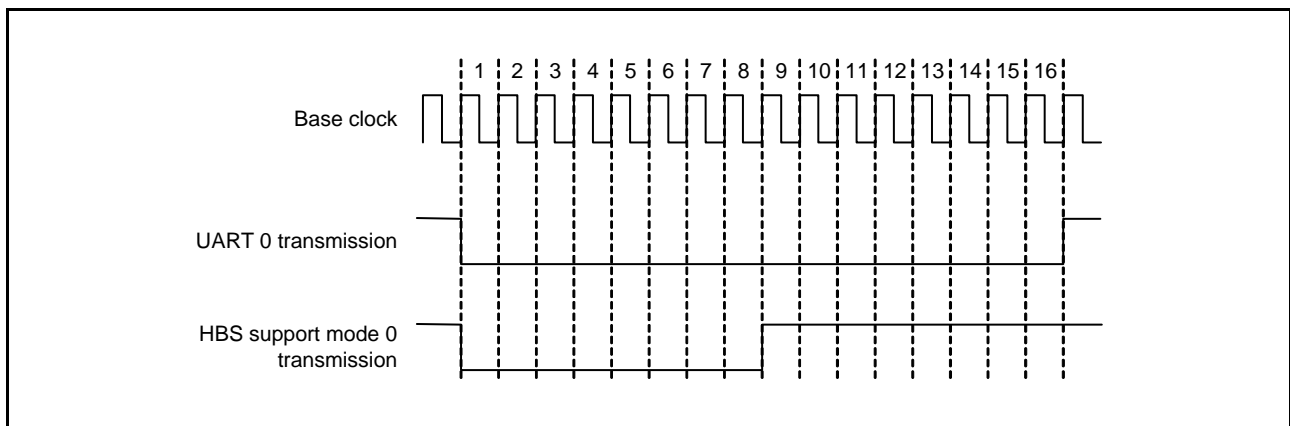 1 2 3 4 5 6 7 8 9 10 11 12 13 14 15 16
Base clock
UART 0 transmission
HBS support mode 0
transmission